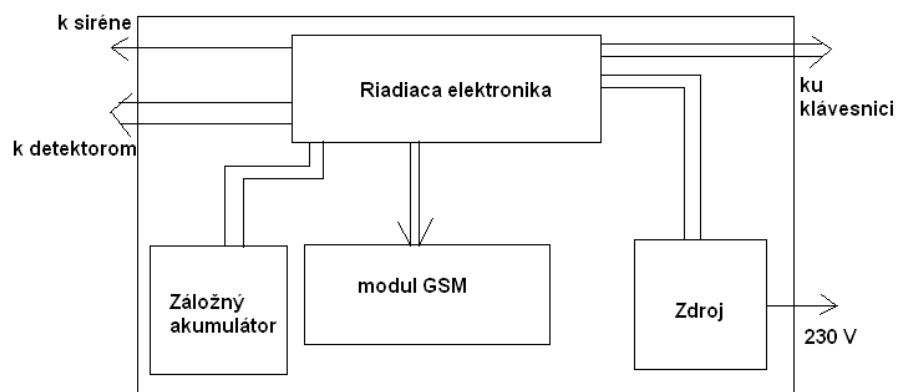 k siréne
Riadiaca elektronika
ku
klávesnici
k detektorom
Záložný
akumulátor
modul GSM
Zdroj
230 V